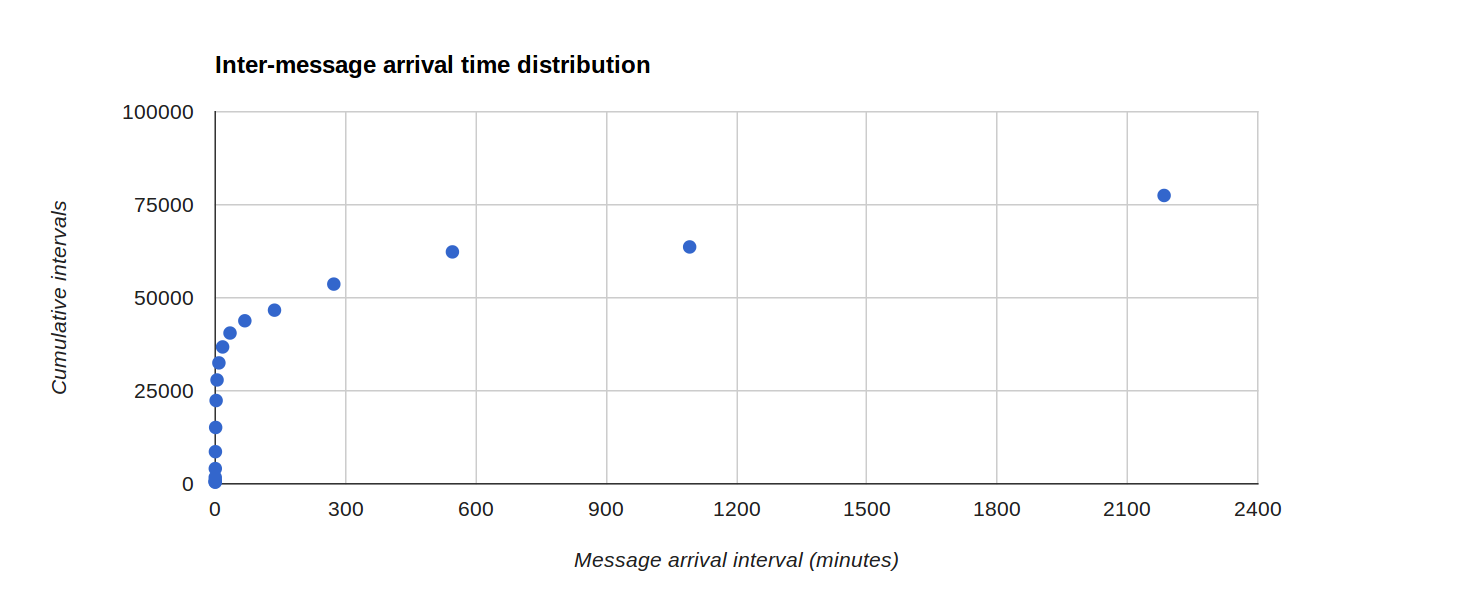 Inter-message arrival time distribution
100000
75000
50000
25000
0
Cumulative intervals
0 300 600 900 1200 1500 1800 2100 2400
Message arrival interval (minutes)